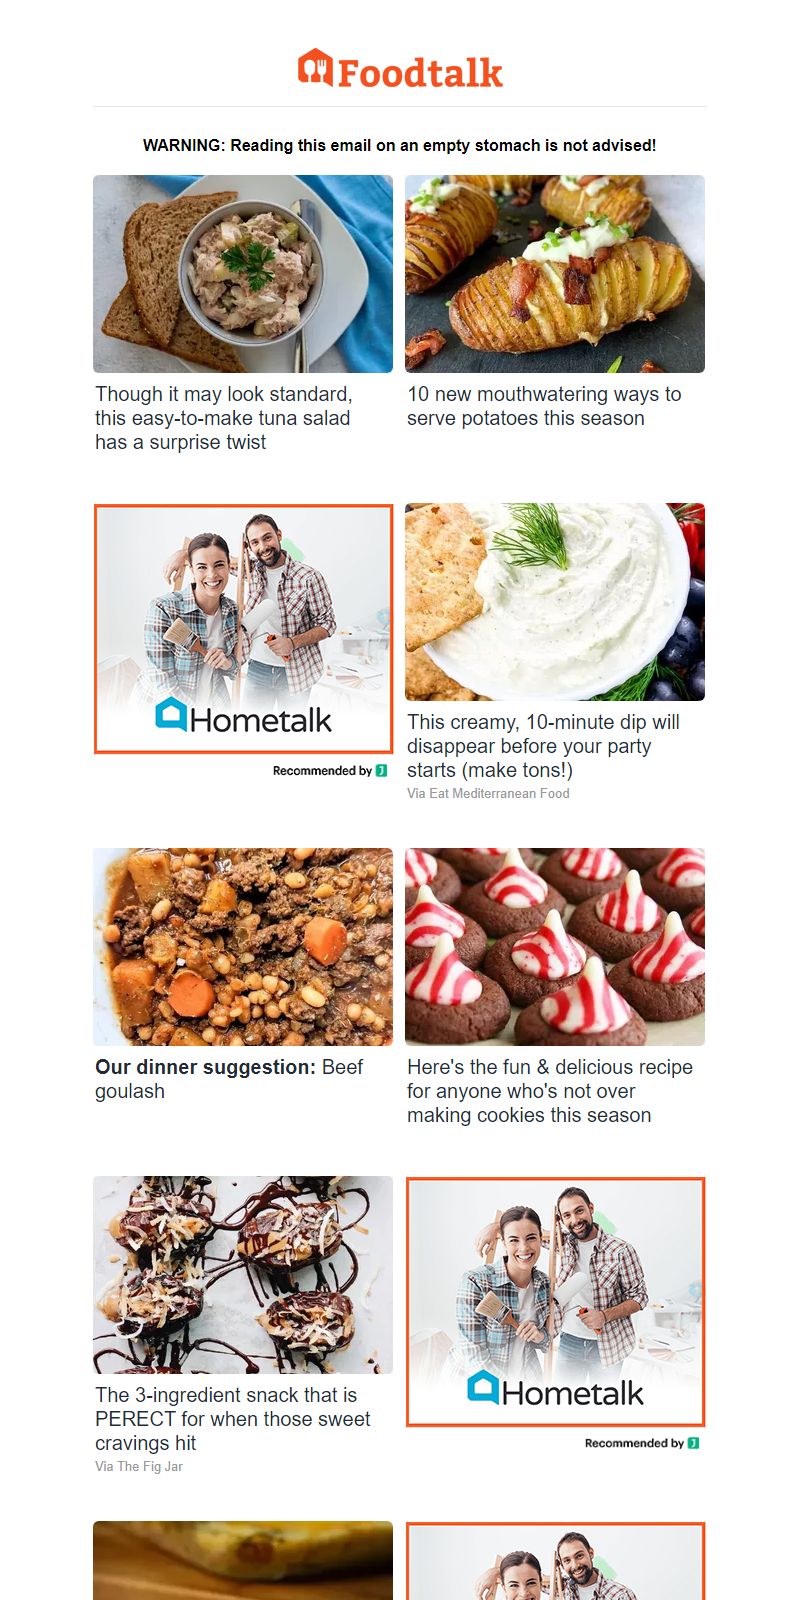 Foodtalk
WARNING: Reading this email on an empty stomach is not advised!
Though it may look standard,
this easy-to-make tuna salad
has a surprise twist
10 new mouthwatering ways to
serve potatoes this season
Hometalk
Recommended by J
This creamy, 10-minute dip will
disappear before your party
starts (make tons!)
Via Eat Mediterranean Food
Our dinner suggestion: Beef
goulash
Here's the fun & delicious recipe
for anyone who's not over
making cookies this season
The 3-ingredient snack that is
PERECT for when those sweet
cravings hit
Via The Fig Jar
Hometalk
Recommended by J